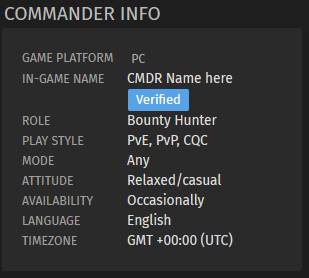 COMMANDER INFO
GAME PLATFORM PC
IN-GAME NAME CMDR Name here
Verified
ROLE Bounty Hunter
PLAY STYLE PvE, PvP, CQC
MODE Any
ATTITUDE Relaxed/casual
AVAILABILITY Occasionally
LANGUAGE English
TIMEZONE GMT +00:00 (UTC)